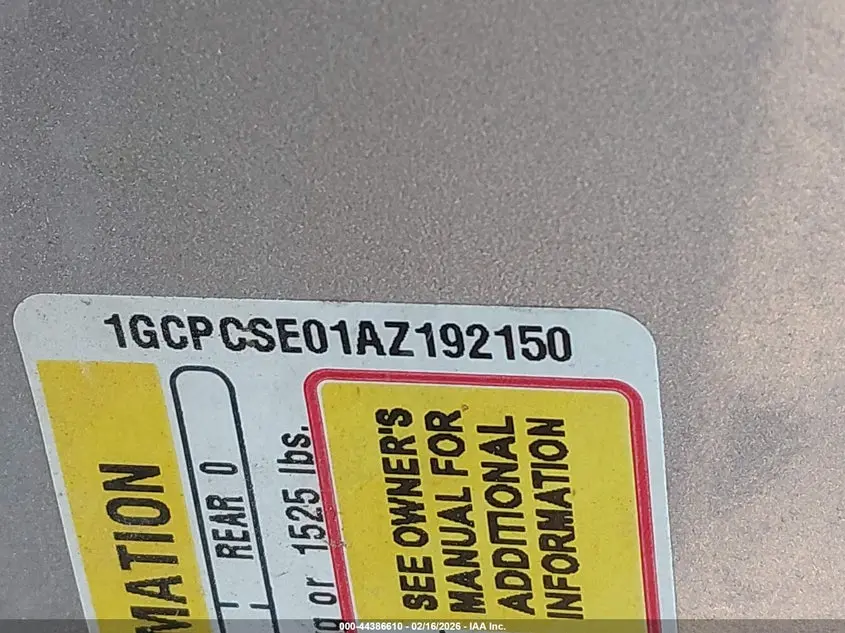 1GCPCSE01AZ192150
MATION
REAR 0
or 1525 lbs.
SEE OWNER'S
MANUAL FOR
ADDITIONAL
INFORMATION
000-44386610 - 02/16/2026 - IAA Inc.